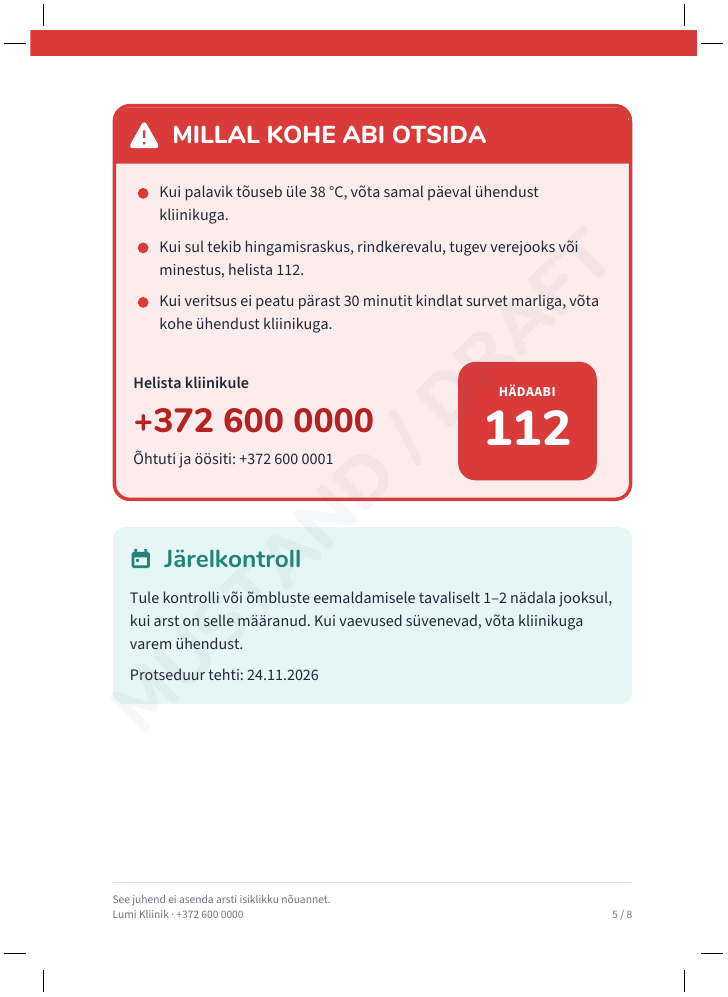 MILLAL KOHE ABI OTSIDA
Kui palavik tõuseb üle 38 °C, võta samal päeval ühendust
kliinikuga.
Kui sul tekib hingamisraskus, rindkerevalu, tugev verejooks või
minestus, helista 112.
Kui veritsus ei peatu pärast 30 minutit kindlat survet marliga, võta
kohe ühendust kliinikuga.
Helista kliinikule
+372 600 0000
Õhtuti ja öösiti: +372 600 0001
HÄDAABI
112
MUSTAND / DRAFT
Järelkontroll
Tule kontrolli või õmbluste eemaldamisele tavaliselt 1–2 nädala jooksul,
kui arst on selle määranud. Kui vaevused süvenevad, võta kliinikuga
varem ühendust.
Protseduur tehti: 24.11.2026
See juhend ei asenda arsti isiklikku nõuannet.
Lumi Kliinik · +372 600 0000
5 / 8